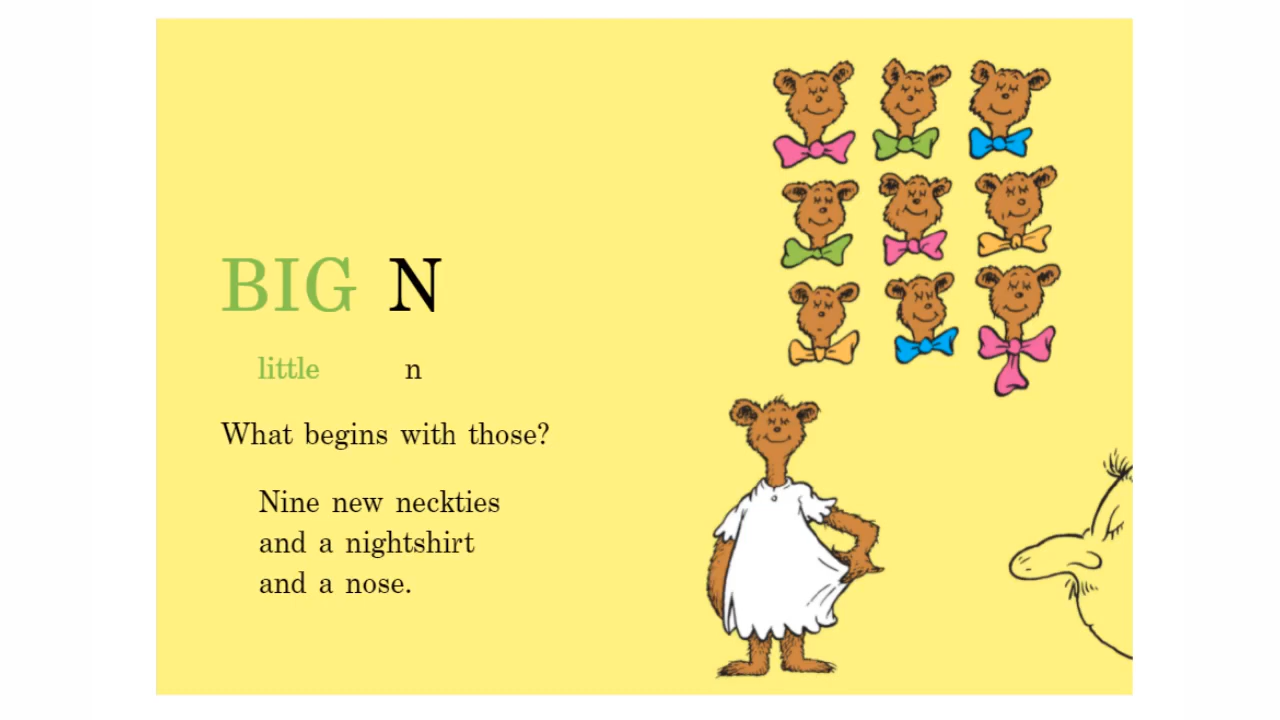 BIG N
little n
What begins with those?
Nine new neckties
and a nightshirt
and a nose.